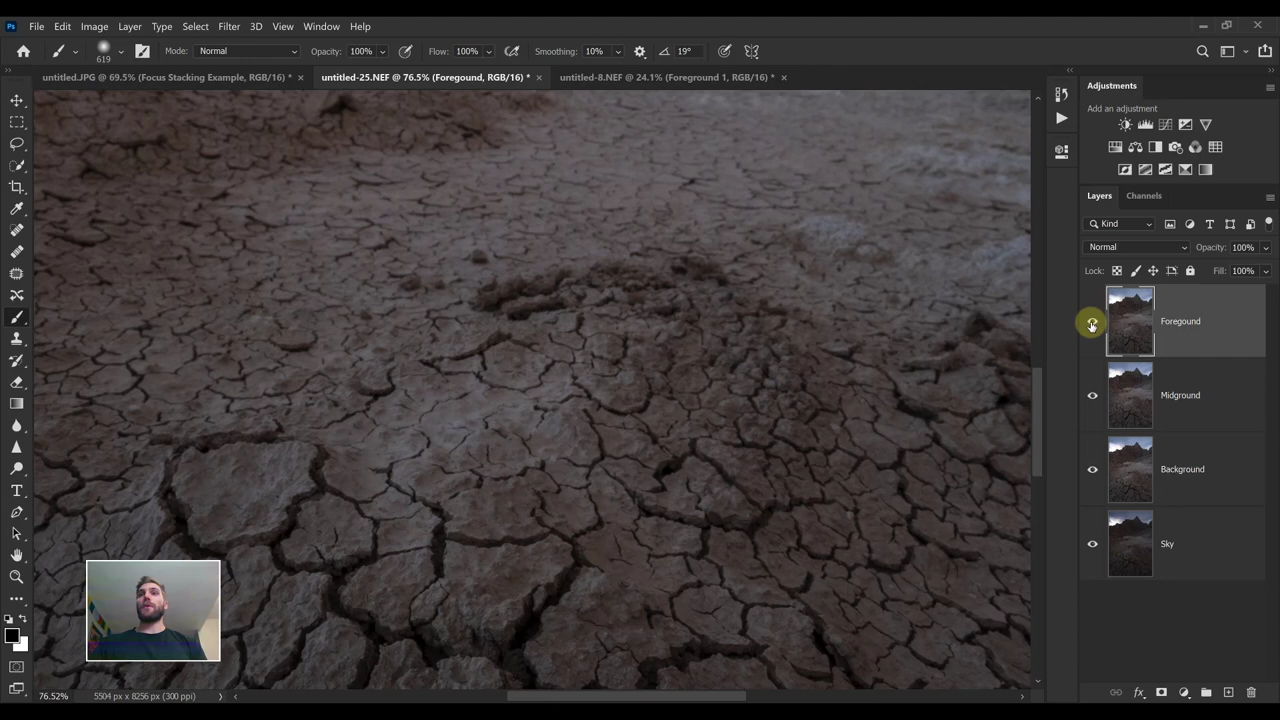 Ps File Edit Image Layer Type Select Filter 3D View Window Help
619 Mode: Normal Opacity: 100% Flow: 100% Smoothing: 10% 19°
untitled.JPG @ 69.5% (Focus Stacking Example, RGB/16) * × untitled-25.NEF @ 76.5% (Foregound, RGB/16) * × untitled-8.NEF @ 24.1% (Foreground 1, RGB/16) * ×
Adjustments
Add an adjustment
Layers Channels
Kind
Normal Opacity: 100%
Lock: Fill: 100%
Foregound
Midground
Background
Sky
76.52% 5504 px x 8256 px (300 ppi)